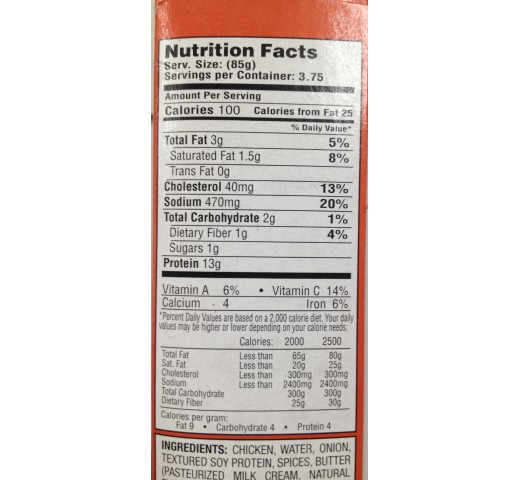 Nutrition Facts
Serv. Size: (85g)
Servings per Container: 3.75
Amount Per Serving
Calories 100 Calories from Fat 25
% Daily Value*
Total Fat 3g 5%
Saturated Fat 1.5g 8%
Trans Fat 0g
Cholesterol 40mg 13%
Sodium 470mg 20%
Total Carbohydrate 2g 1%
Dietary Fiber 1g 4%
Sugars 1g
Protein 13g
Vitamin A 6% • Vitamin C 14%
Calcium 4 Iron 6%
*Percent Daily Values are based on a 2,000 calorie diet. Your daily
values may be higher or lower depending on your calorie needs:
Calories: 2000 2500
Total Fat Less than 65g 80g
Sat. Fat Less than 20g 25g
Cholesterol Less than 300mg 300mg
Sodium Less than 2400mg 2400mg
Total Carbohydrate 300g 300g
Dietary Fiber 25g 30g
Calories per gram:
Fat 9 • Carbohydrate 4 • Protein 4
INGREDIENTS: CHICKEN, WATER, ONION,
TEXTURED SOY PROTEIN, SPICES, BUTTER
(PASTEURIZED MILK CREAM, NATURAL